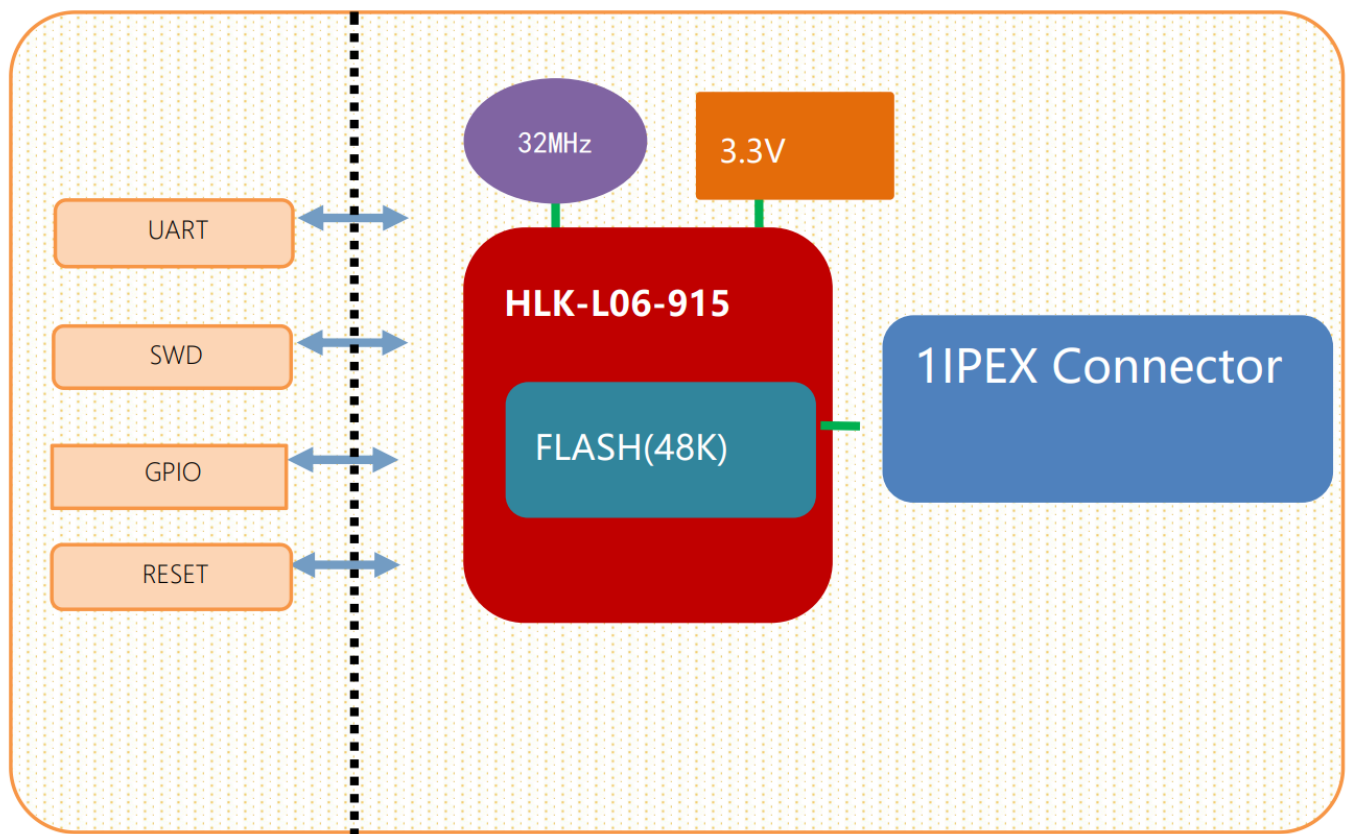 32MHz
3.3V
UART
HLK-L06-915
SWD
1IPEX Connector
FLASH(48K)
GPIO
RESET